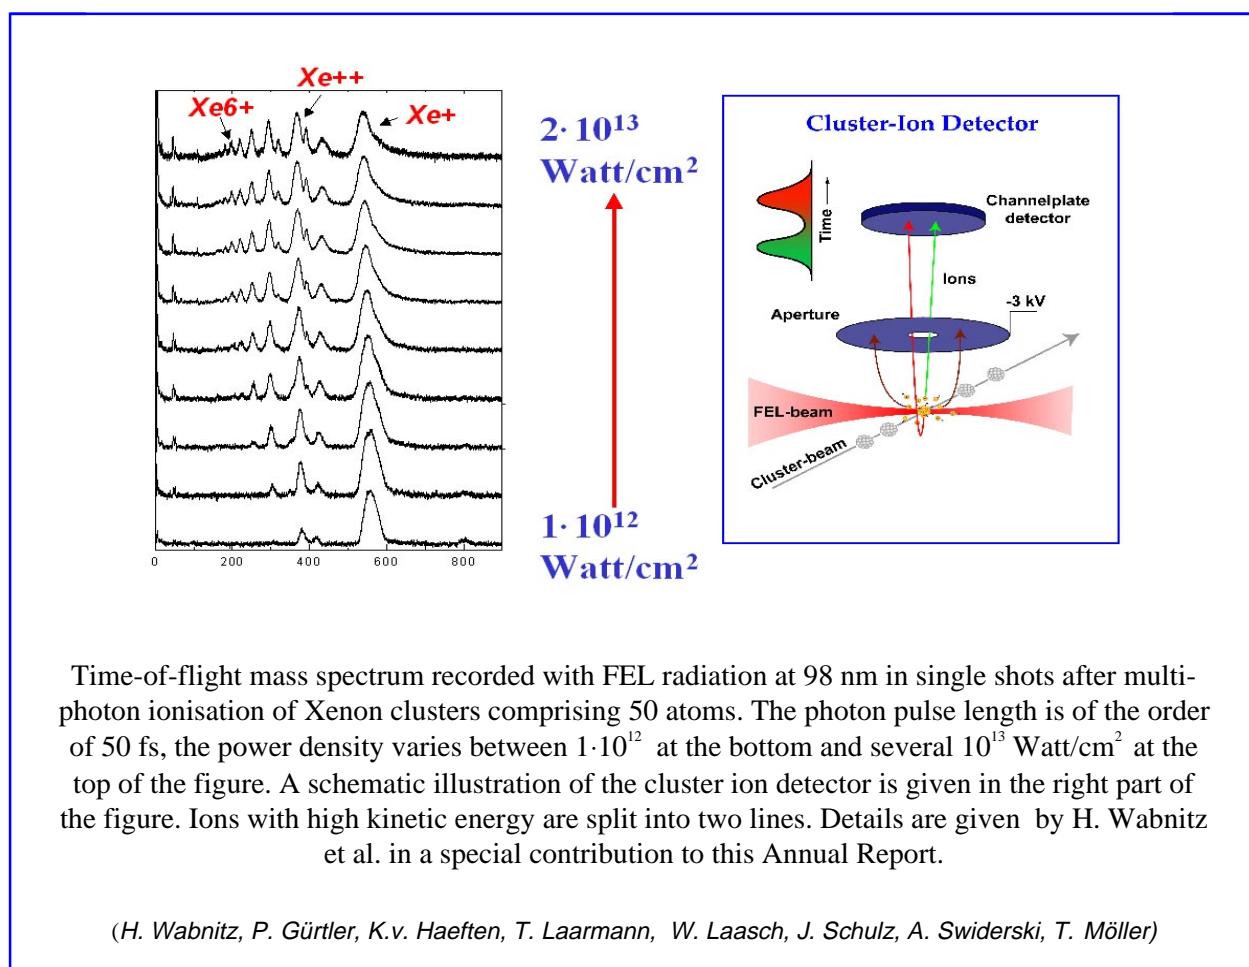 Xe++
Xe6+
Xe+
0
200
400
600
800
2·10¹³
Watt/cm²
1·10¹²
Watt/cm²
Cluster-Ion Detector
Time
Channelplate
detector
Ions
-3 kV
Aperture
FEL-beam
Cluster-beam
Time-of-flight mass spectrum recorded with FEL radiation at 98 nm in single shots after multi-
photon ionisation of Xenon clusters comprising 50 atoms. The photon pulse length is of the order
of 50 fs, the power density varies between 1·10¹² at the bottom and several 10¹³ Watt/cm² at the
top of the figure. A schematic illustration of the cluster ion detector is given in the right part of
the figure. Ions with high kinetic energy are split into two lines. Details are given by H. Wabnitz
et al. in a special contribution to this Annual Report.
(H. Wabnitz, P. Gürtler, K.v. Haeften, T. Laarmann, W. Laasch, J. Schulz, A. Swiderski, T. Möller)